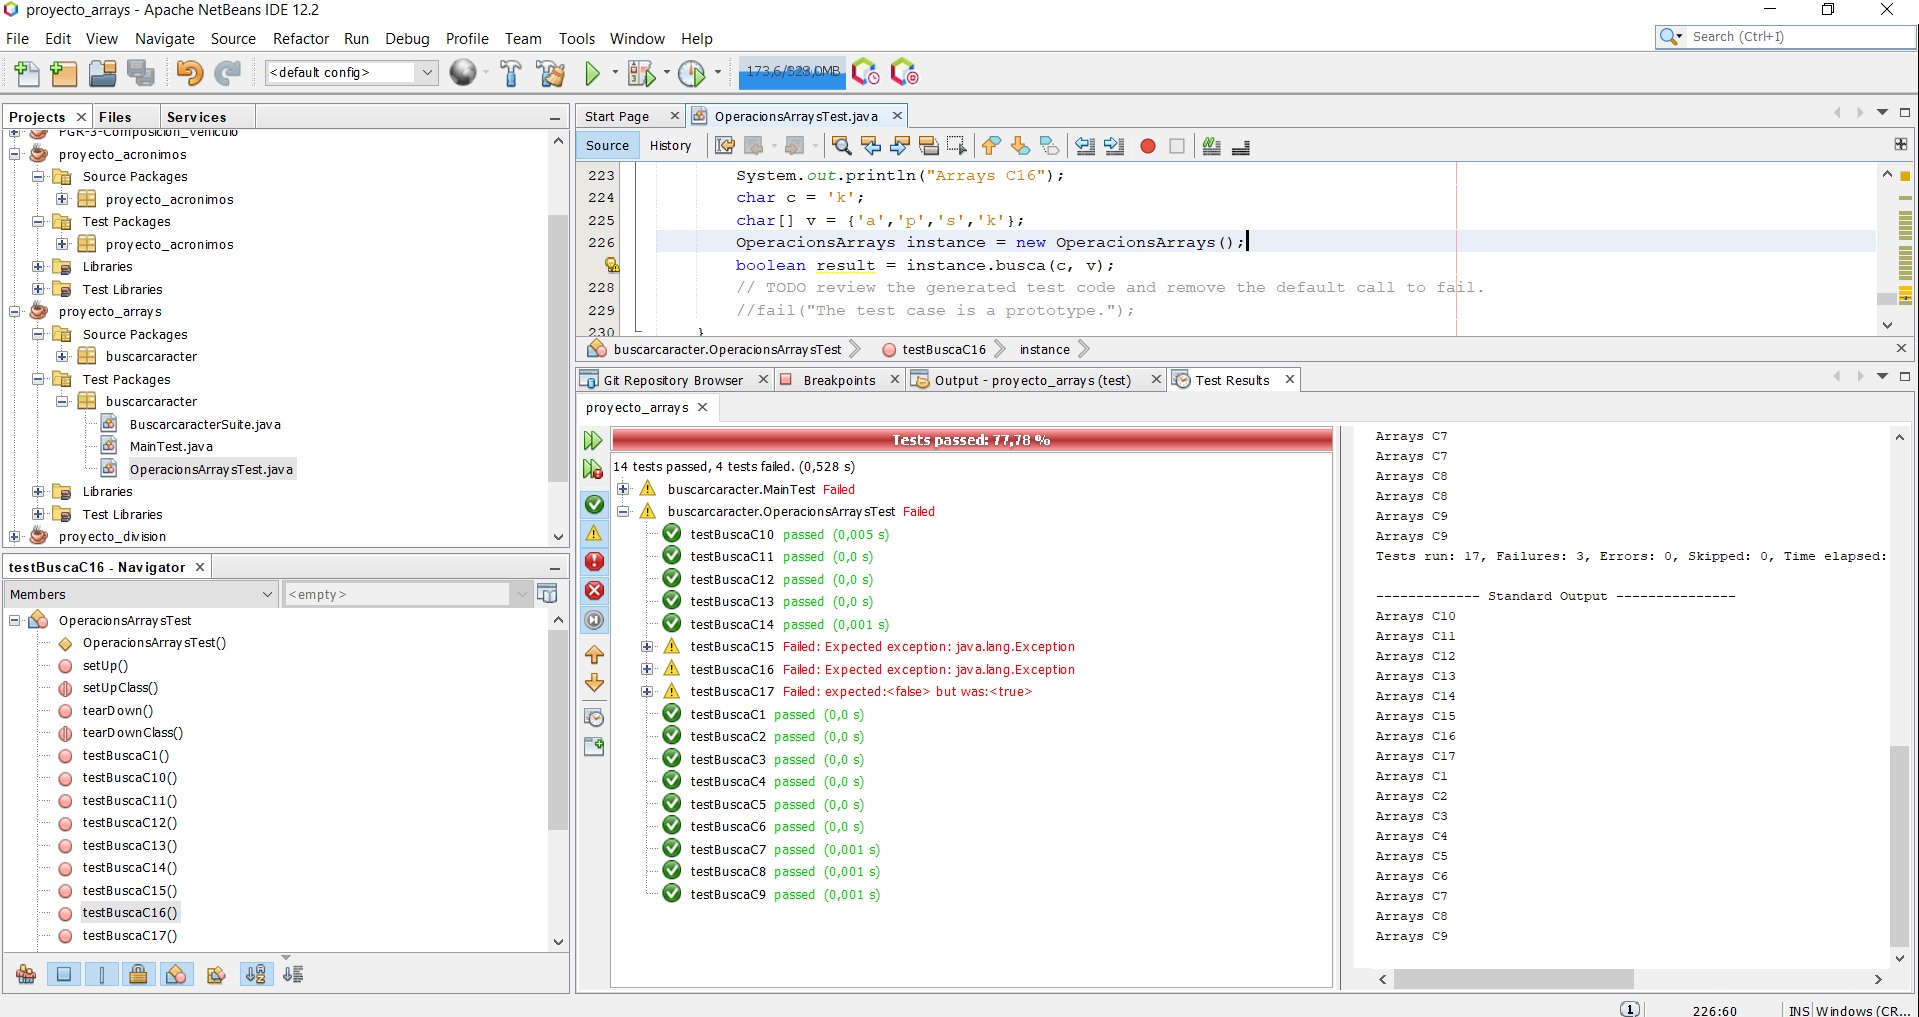 proyecto_arrays - Apache NetBeans IDE 12.2
File Edit View Navigate Source Refactor Run Debug Profile Team Tools Window Help
Search (Ctrl+I)
<default config>
173,6/528,0MB
Projects Files Services
PGR-3-Composicion_vehiculo
proyecto_acronimos
Source Packages
proyecto_acronimos
Test Packages
proyecto_acronimos
Libraries
Test Libraries
proyecto_arrays
Source Packages
buscarcaracter
Test Packages
buscarcaracter
BuscarcaracterSuite.java
MainTest.java
OperacionsArraysTest.java
Libraries
Test Libraries
proyecto_division
testBuscaC16 - Navigator
Members
<empty>
OperacionsArraysTest
OperacionsArraysTest()
setUp()
setUpClass()
tearDown()
tearDownClass()
testBuscaC1()
testBuscaC10()
testBuscaC11()
testBuscaC12()
testBuscaC13()
testBuscaC14()
testBuscaC15()
testBuscaC16()
testBuscaC17()
Start Page OperacionsArraysTest.java
Source History
223 System.out.println("Arrays C16");
224 char c = 'k';
225 char[] v = {'a','p','s','k'};
226 OperacionsArrays instance = new OperacionsArrays();
boolean result = instance.busca(c, v);
228 // TODO review the generated test code and remove the default call to fail.
229 //fail("The test case is a prototype.");
230 }
buscarcaracter.OperacionsArraysTest testBuscaC16 instance
Git Repository Browser Breakpoints Output - proyecto_arrays (test) Test Results
proyecto_arrays
Tests passed: 77,78 %
14 tests passed, 4 tests failed. (0,528 s)
buscarcaracter.MainTest Failed
buscarcaracter.OperacionsArraysTest Failed
testBuscaC10 passed (0,005 s)
testBuscaC11 passed (0,0 s)
testBuscaC12 passed (0,0 s)
testBuscaC13 passed (0,0 s)
testBuscaC14 passed (0,001 s)
testBuscaC15 Failed: Expected exception: java.lang.Exception
testBuscaC16 Failed: Expected exception: java.lang.Exception
testBuscaC17 Failed: expected:<false> but was:<true>
testBuscaC1 passed (0,0 s)
testBuscaC2 passed (0,0 s)
testBuscaC3 passed (0,0 s)
testBuscaC4 passed (0,0 s)
testBuscaC5 passed (0,0 s)
testBuscaC6 passed (0,0 s)
testBuscaC7 passed (0,001 s)
testBuscaC8 passed (0,001 s)
testBuscaC9 passed (0,001 s)
Arrays C7
Arrays C7
Arrays C8
Arrays C8
Arrays C9
Arrays C9
Tests run: 17, Failures: 3, Errors: 0, Skipped: 0, Time elapsed:
------------- Standard Output ---------------
Arrays C10
Arrays C11
Arrays C12
Arrays C13
Arrays C14
Arrays C15
Arrays C16
Arrays C17
Arrays C1
Arrays C2
Arrays C3
Arrays C4
Arrays C5
Arrays C6
Arrays C7
Arrays C8
Arrays C9
1 226:60 INS Windows (CR...